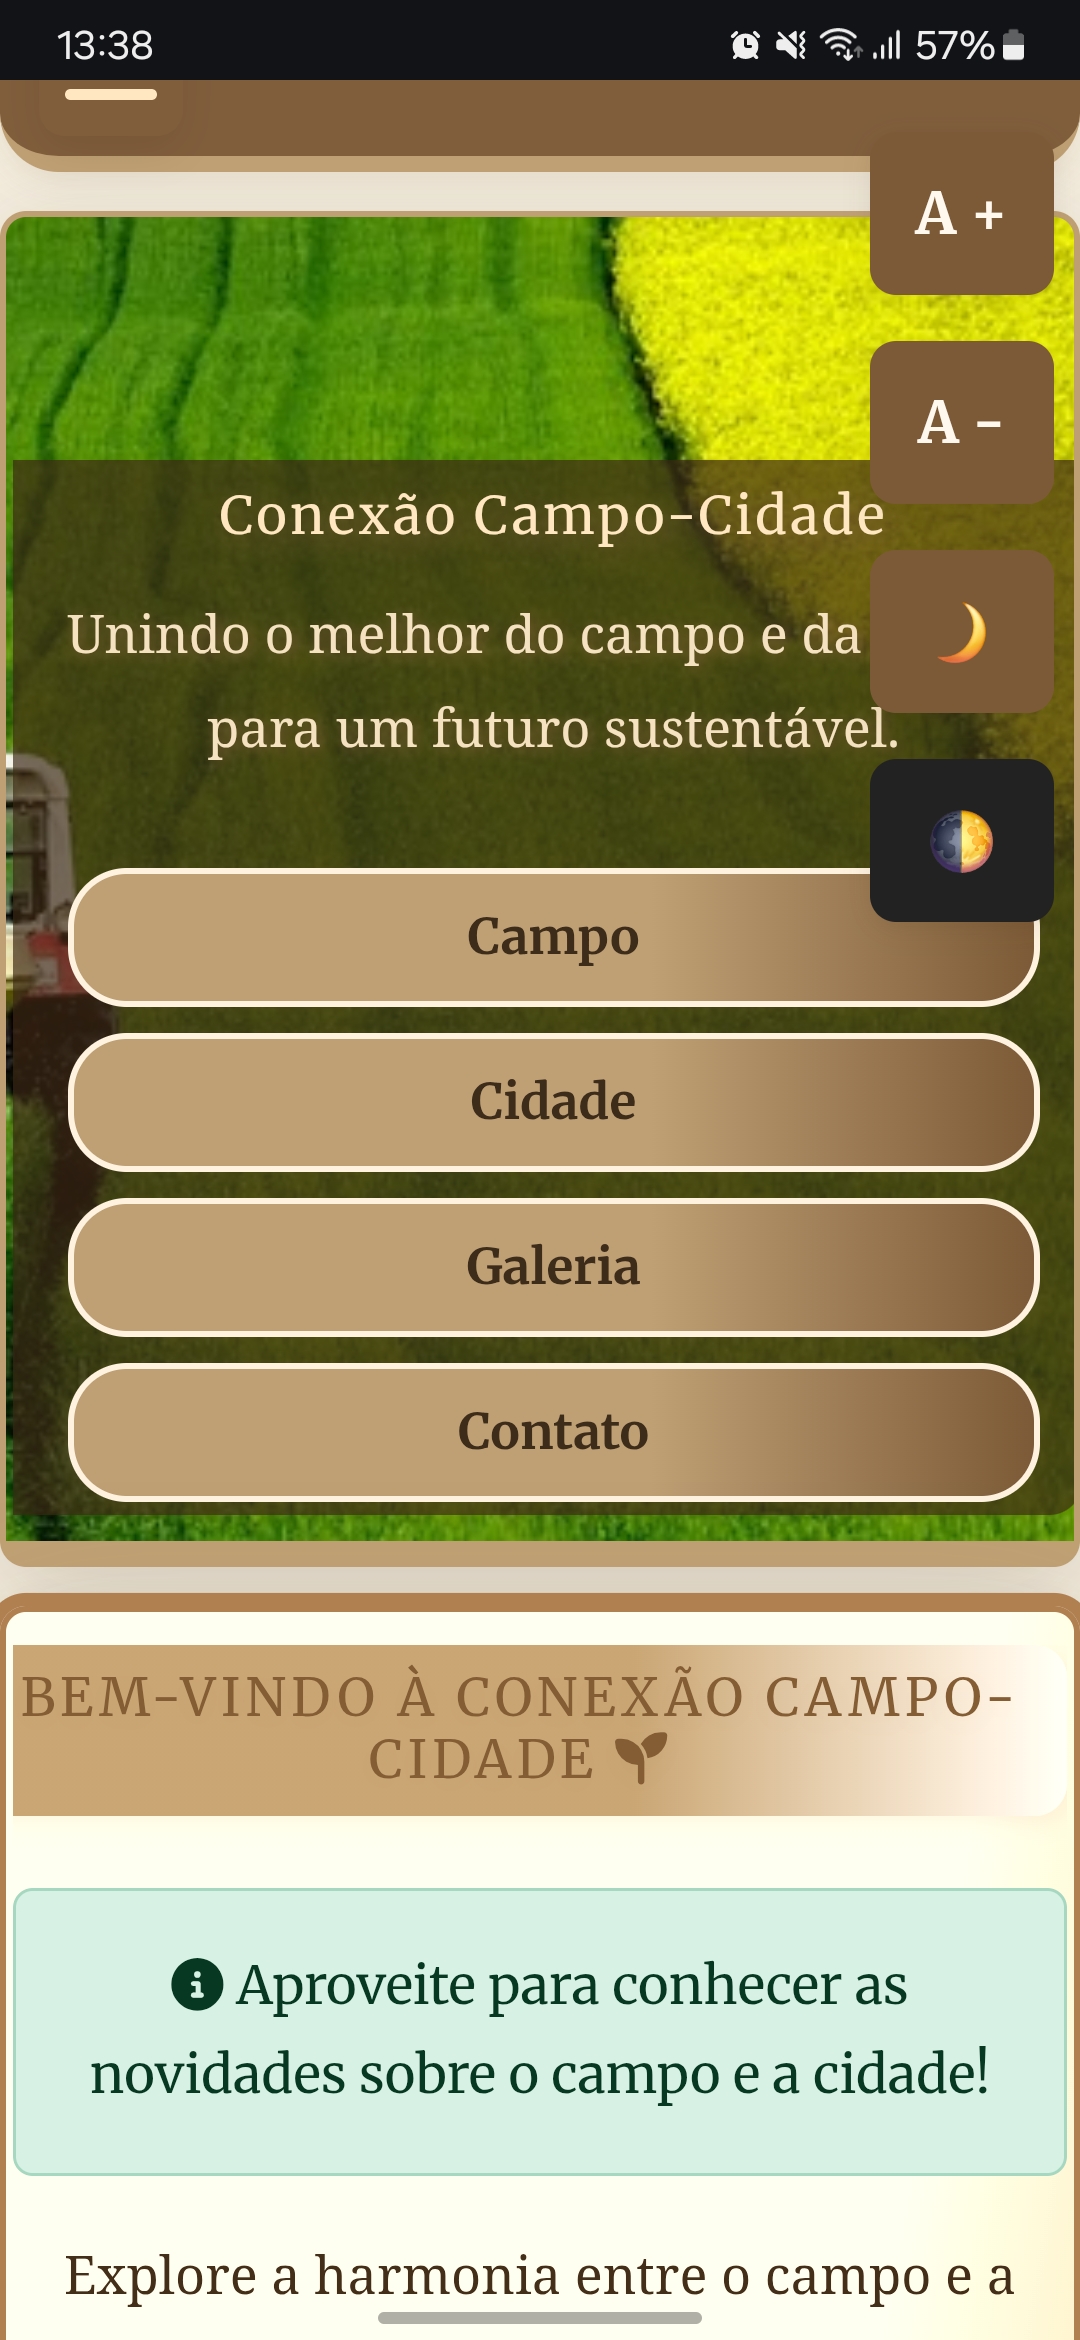 13:38
57%
A +
A -
Conexão Campo-Cidade
Unindo o melhor do campo e da
para um futuro sustentável.
Campo
Cidade
Galeria
Contato
BEM-VINDO À CONEXÃO CAMPO-
CIDADE
Aproveite para conhecer as
novidades sobre o campo e a cidade!
Explore a harmonia entre o campo e a